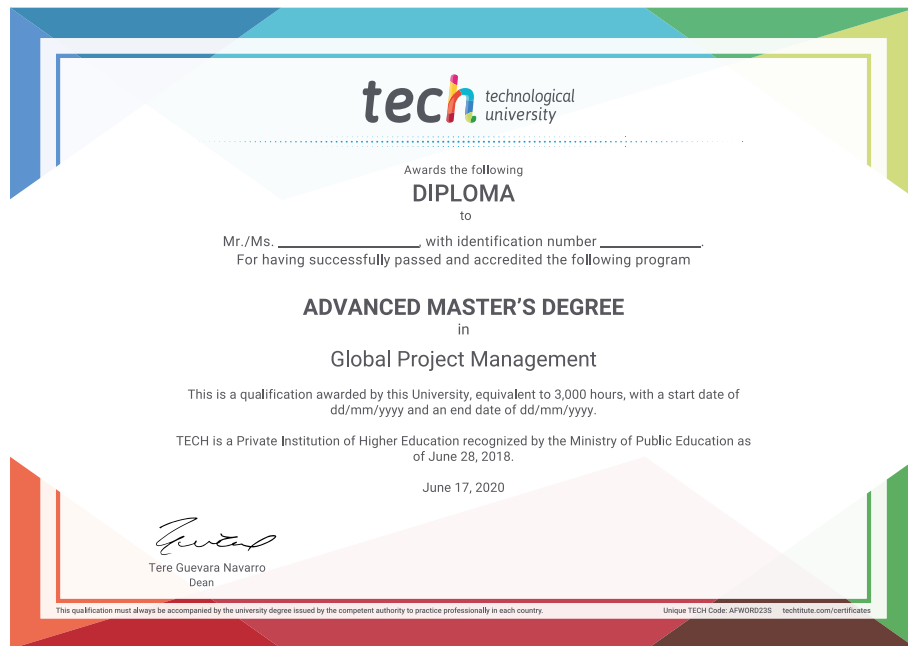 tech technological
university
Awards the following
DIPLOMA
to
Mr./Ms. ____________________, with identification number ______________.
For having successfully passed and accredited the following program
ADVANCED MASTER'S DEGREE
in
Global Project Management
This is a qualification awarded by this University, equivalent to 3,000 hours, with a start date of
dd/mm/yyyy and an end date of dd/mm/yyyy.
TECH is a Private Institution of Higher Education recognized by the Ministry of Public Education as
of June 28, 2018.
June 17, 2020
Tere Guevara Navarro
Dean
This qualification must always be accompanied by the university degree issued by the competent authority to practice professionally in each country. Unique TECH Code: AFWORD23S techtitute.com/certificates